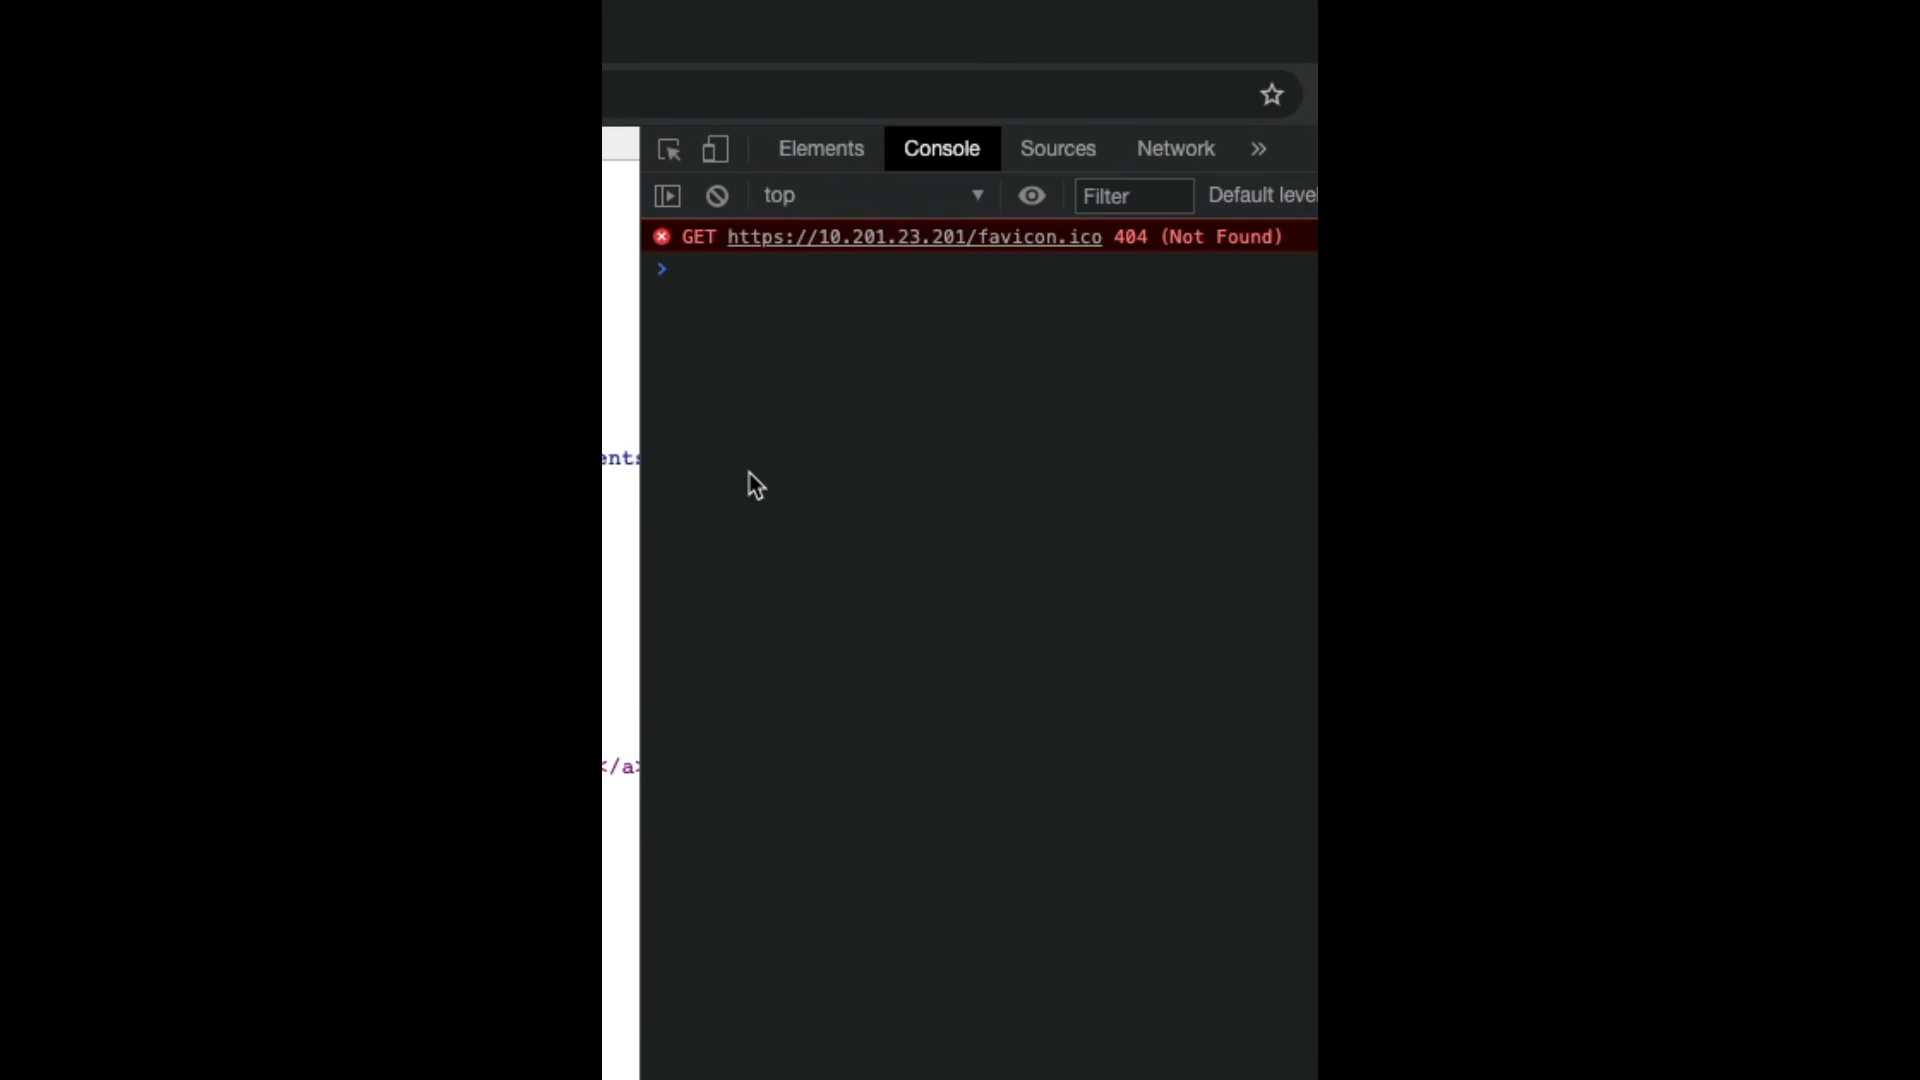 Elements Console Sources Network »
top Filter Default level
GET https://10.201.23.201/favicon.ico 404 (Not Found)
>
ents
</a>